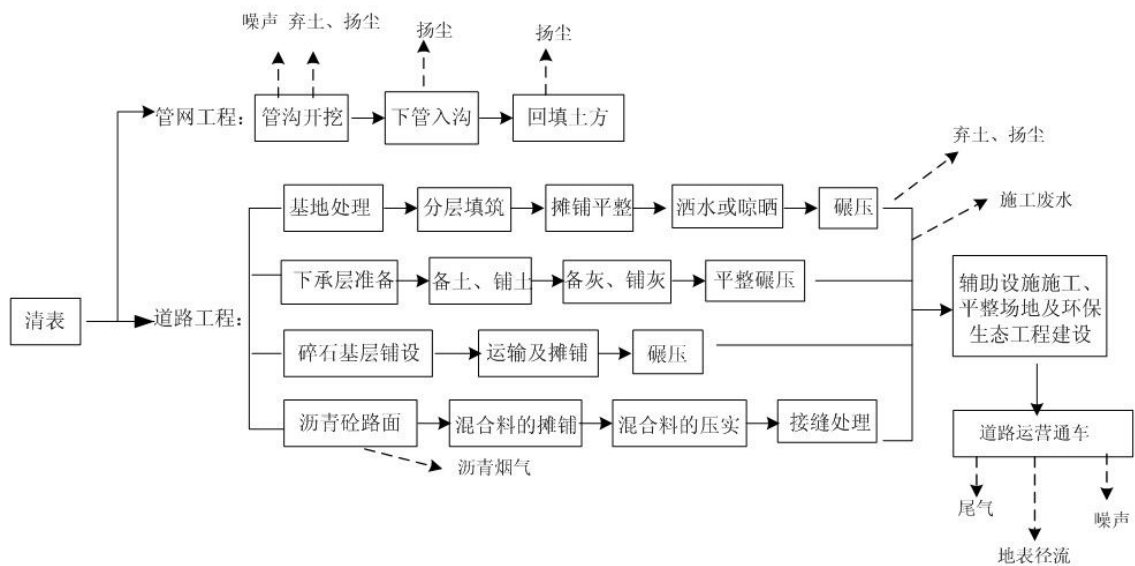 噪声
弃土、扬尘
扬尘
扬尘
管网工程：
管沟开挖
下管入沟
回填土方
弃土、扬尘
基地处理
分层填筑
摊铺平整
洒水或晾晒
碾压
施工废水
下承层准备
备土、铺土
备灰、铺灰
平整碾压
辅助设施施工、
平整场地及环保
生态工程建设
清表
道路工程：
碎石基层铺设
运输及摊铺
碾压
沥青砼路面
混合料的摊铺
混合料的压实
接缝处理
道路运营通车
沥青烟气
尾气
噪声
地表径流